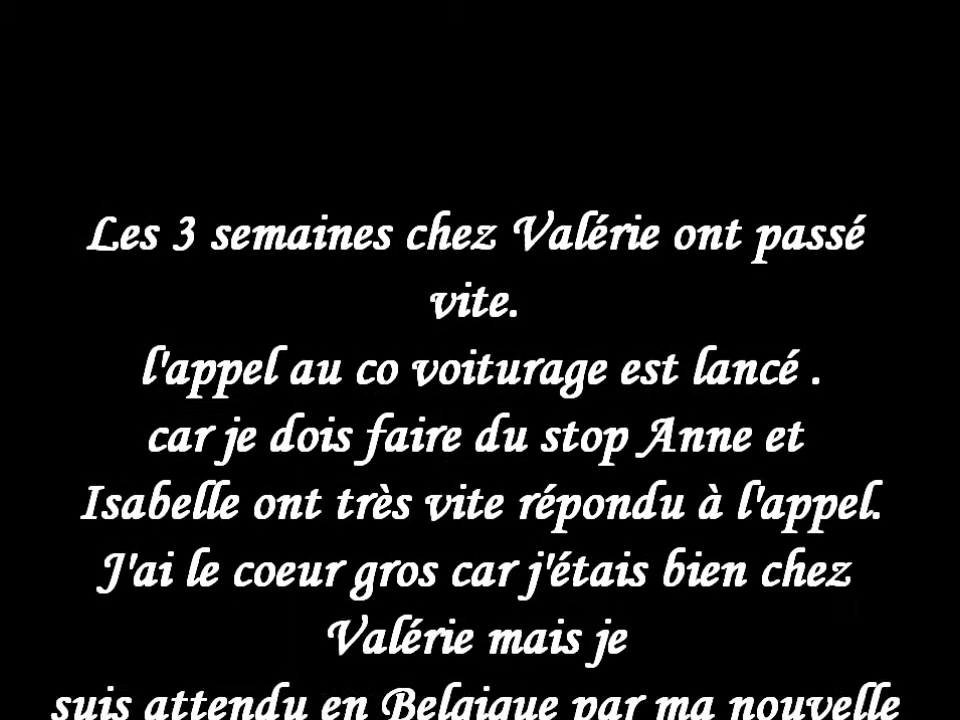 Les 3 semaines chez Valérie ont passé
vite.
l'appel au co voiturage est lancé .
car je dois faire du stop Anne et
Isabelle ont très vite répondu à l'appel.
J'ai le coeur gros car j'étais bien chez
Valérie mais je
suis attendu en Belgique par ma nouvelle